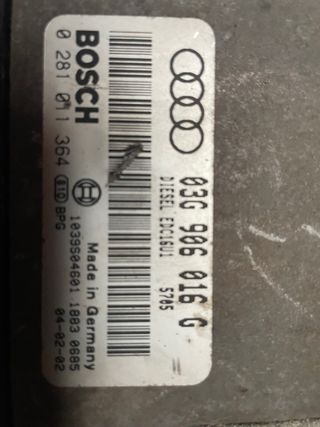 03G 906 016 G
DIESEL EDC16U1 5705
BOSCH
0 281 011 364 BPG
1039S04601 1883 0685
Made in Germany 04-02-02